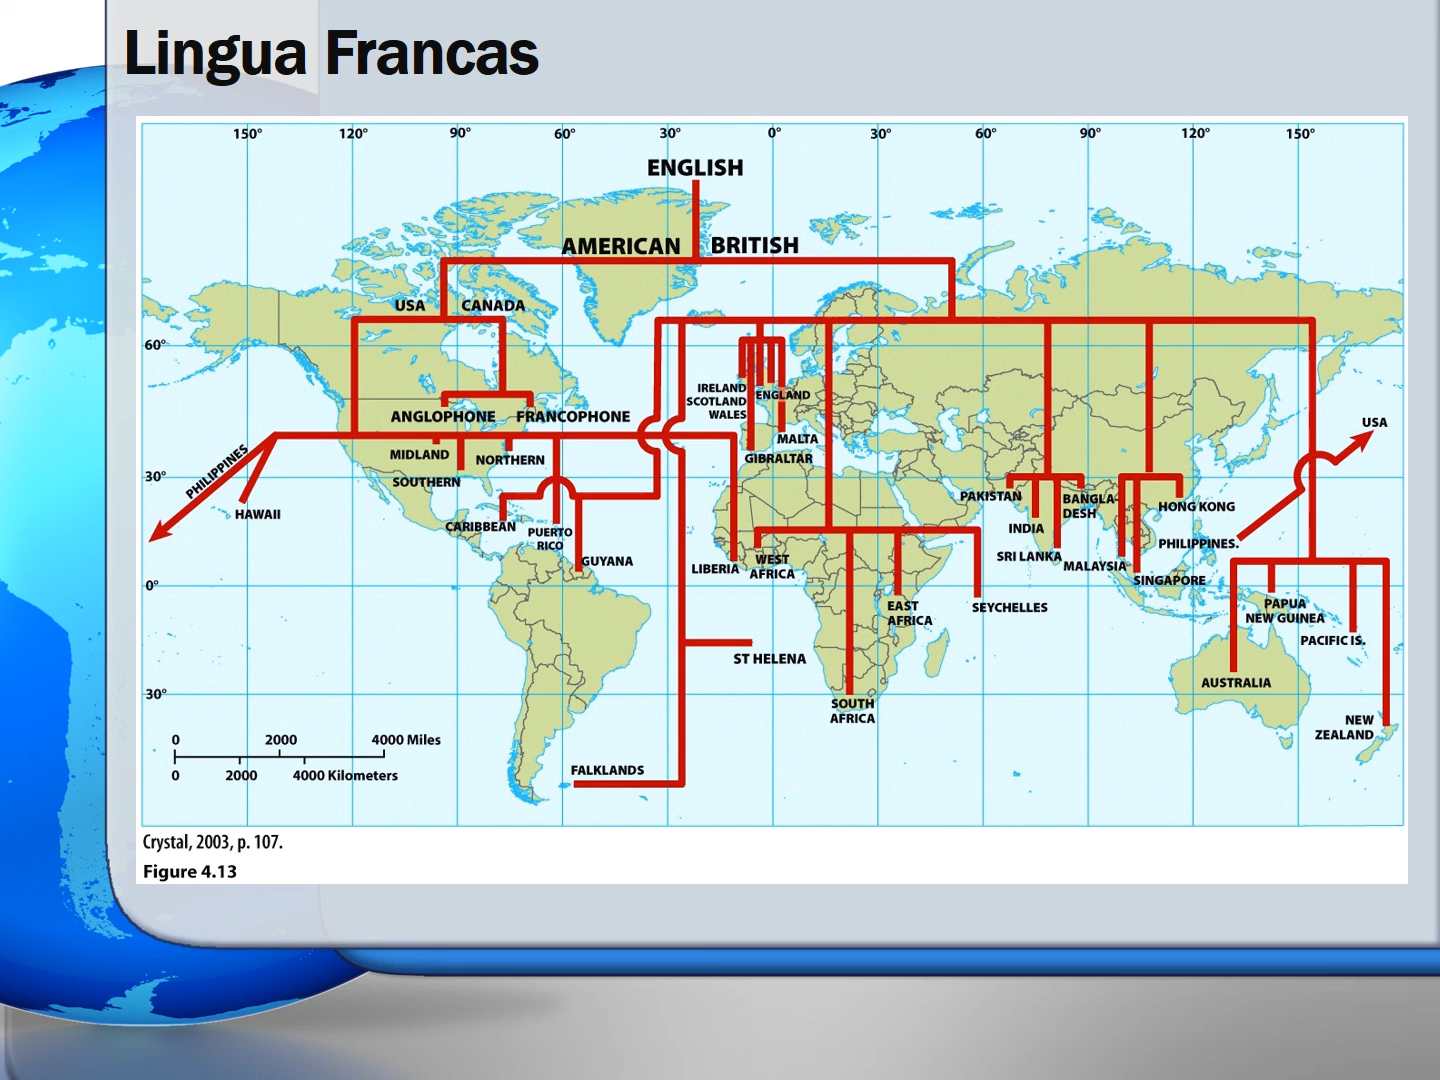 Lingua Francas
150° 120° 90° 60° 30° 0° 30° 60° 90° 120° 150°
ENGLISH
AMERICAN BRITISH
USA CANADA
60°
IRELAND
SCOTLAND
WALES
ENGLAND
ANGLOPHONE FRANCOPHONE
USA
MALTA
GIBRALTAR
MIDLAND
NORTHERN
SOUTHERN
PHILIPPINES
30°
HAWAII
CARIBBEAN
PUERTO
RICO
GUYANA
LIBERIA
WEST
AFRICA
PAKISTAN
INDIA
BANGLA-
DESH
SRI LANKA
MALAYSIA
SINGAPORE
HONG KONG
PHILIPPINES.
0°
EAST
AFRICA
SEYCHELLES
PAPUA
NEW GUINEA
PACIFIC IS.
ST HELENA
AUSTRALIA
30°
SOUTH
AFRICA
NEW
ZEALAND
0 2000 4000 Miles
0 2000 4000 Kilometers
FALKLANDS
Crystal, 2003, p. 107.
Figure 4.13